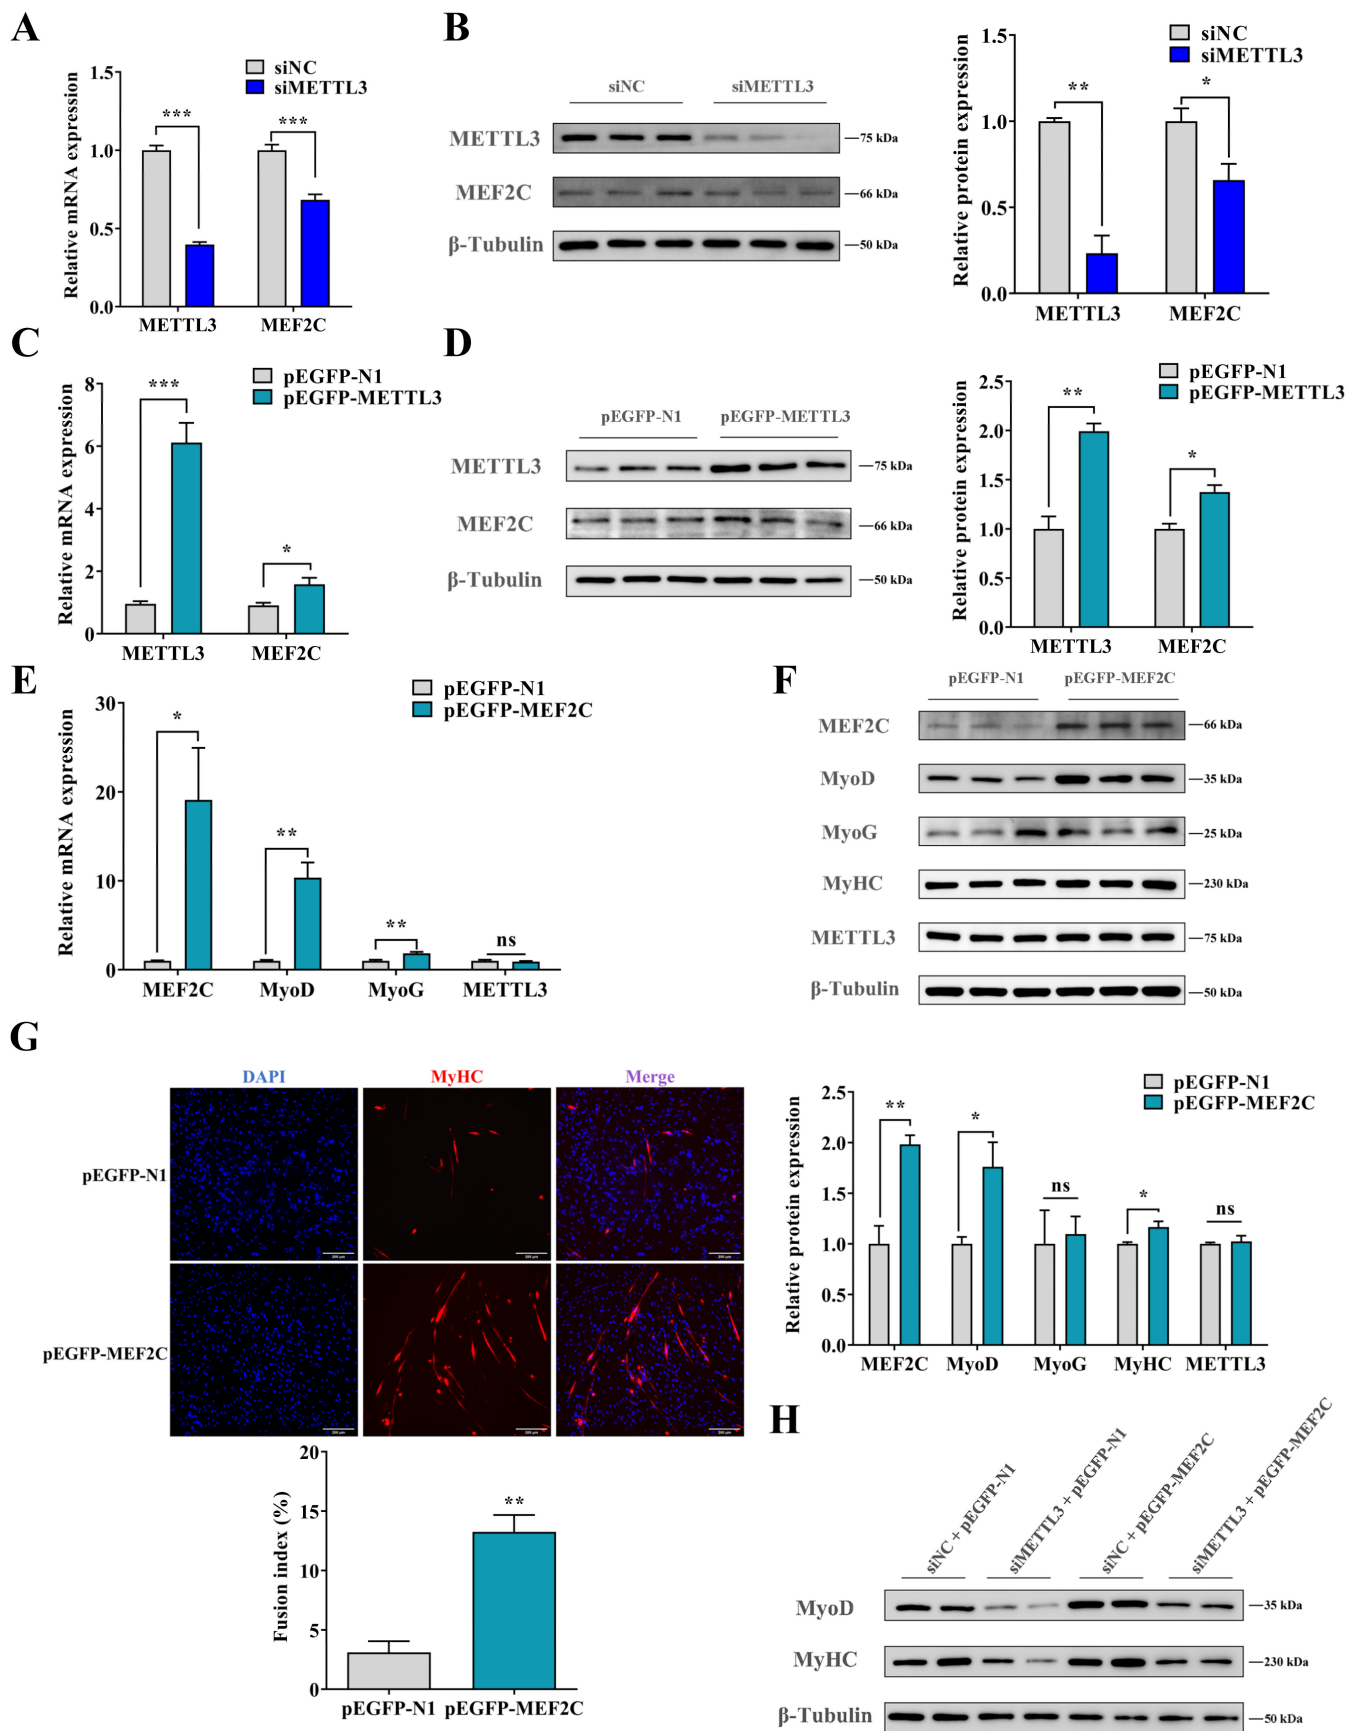 A
siNC
siMETTL3
Relative mRNA expression
1.5
1.0
0.5
0.0
***
***
METTL3
MEF2C
B
siNC
siMETTL3
METTL3
75 kDa
MEF2C
66 kDa
β-Tubulin
50 kDa
siNC
siMETTL3
Relative protein expression
1.5
1.0
0.5
0.0
**
*
METTL3
MEF2C
C
pEGFP-N1
pEGFP-METTL3
Relative mRNA expression
8
6
4
2
0
***
*
METTL3
MEF2C
D
pEGFP-N1
pEGFP-METTL3
METTL3
75 kDa
MEF2C
66 kDa
β-Tubulin
50 kDa
pEGFP-N1
pEGFP-METTL3
Relative protein expression
2.5
2.0
1.5
1.0
0.5
0.0
**
*
METTL3
MEF2C
E
pEGFP-N1
pEGFP-MEF2C
Relative mRNA expression
30
20
10
0
*
**
**
ns
MEF2C
MyoD
MyoG
METTL3
F
pEGFP-N1
pEGFP-MEF2C
MEF2C
66 kDa
MyoD
35 kDa
MyoG
25 kDa
MyHC
230 kDa
METTL3
75 kDa
β-Tubulin
50 kDa
pEGFP-N1
pEGFP-MEF2C
Relative protein expression
2.5
2.0
1.5
1.0
0.5
0.0
**
*
ns
*
ns
MEF2C
MyoD
MyoG
MyHC
METTL3
G
DAPI
MyHC
Merge
pEGFP-N1
pEGFP-MEF2C
Fusion index (%)
20
15
10
5
0
**
pEGFP-N1
pEGFP-MEF2C
H
siNC + pEGFP-N1
siMETTL3 + pEGFP-N1
siNC + pEGFP-MEF2C
siMETTL3 + pEGFP-MEF2C
MyoD
35 kDa
MyHC
230 kDa
β-Tubulin
50 kDa